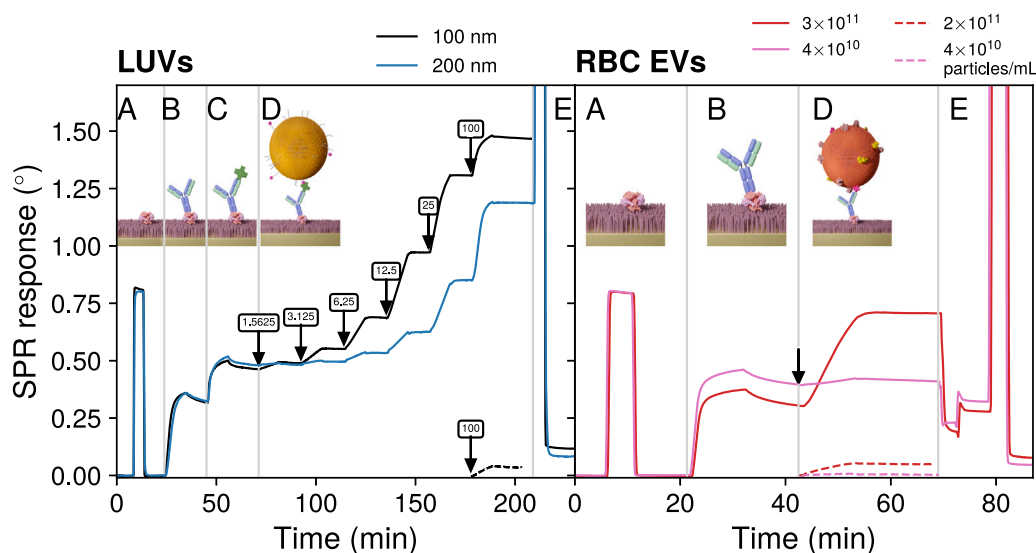 LUVs
100 nm
200 nm
RBC EVs
3×10¹¹
4×10¹⁰
2×10¹¹
4×10¹⁰
particles/mL
A
B
C
D
E
A
B
D
E
SPR response (°)
1.50
1.25
1.00
0.75
0.50
0.25
0.00
1.5625
3.125
6.25
12.5
25
100
100
0
50
100
150
200
Time (min)
0
20
40
60
80
Time (min)